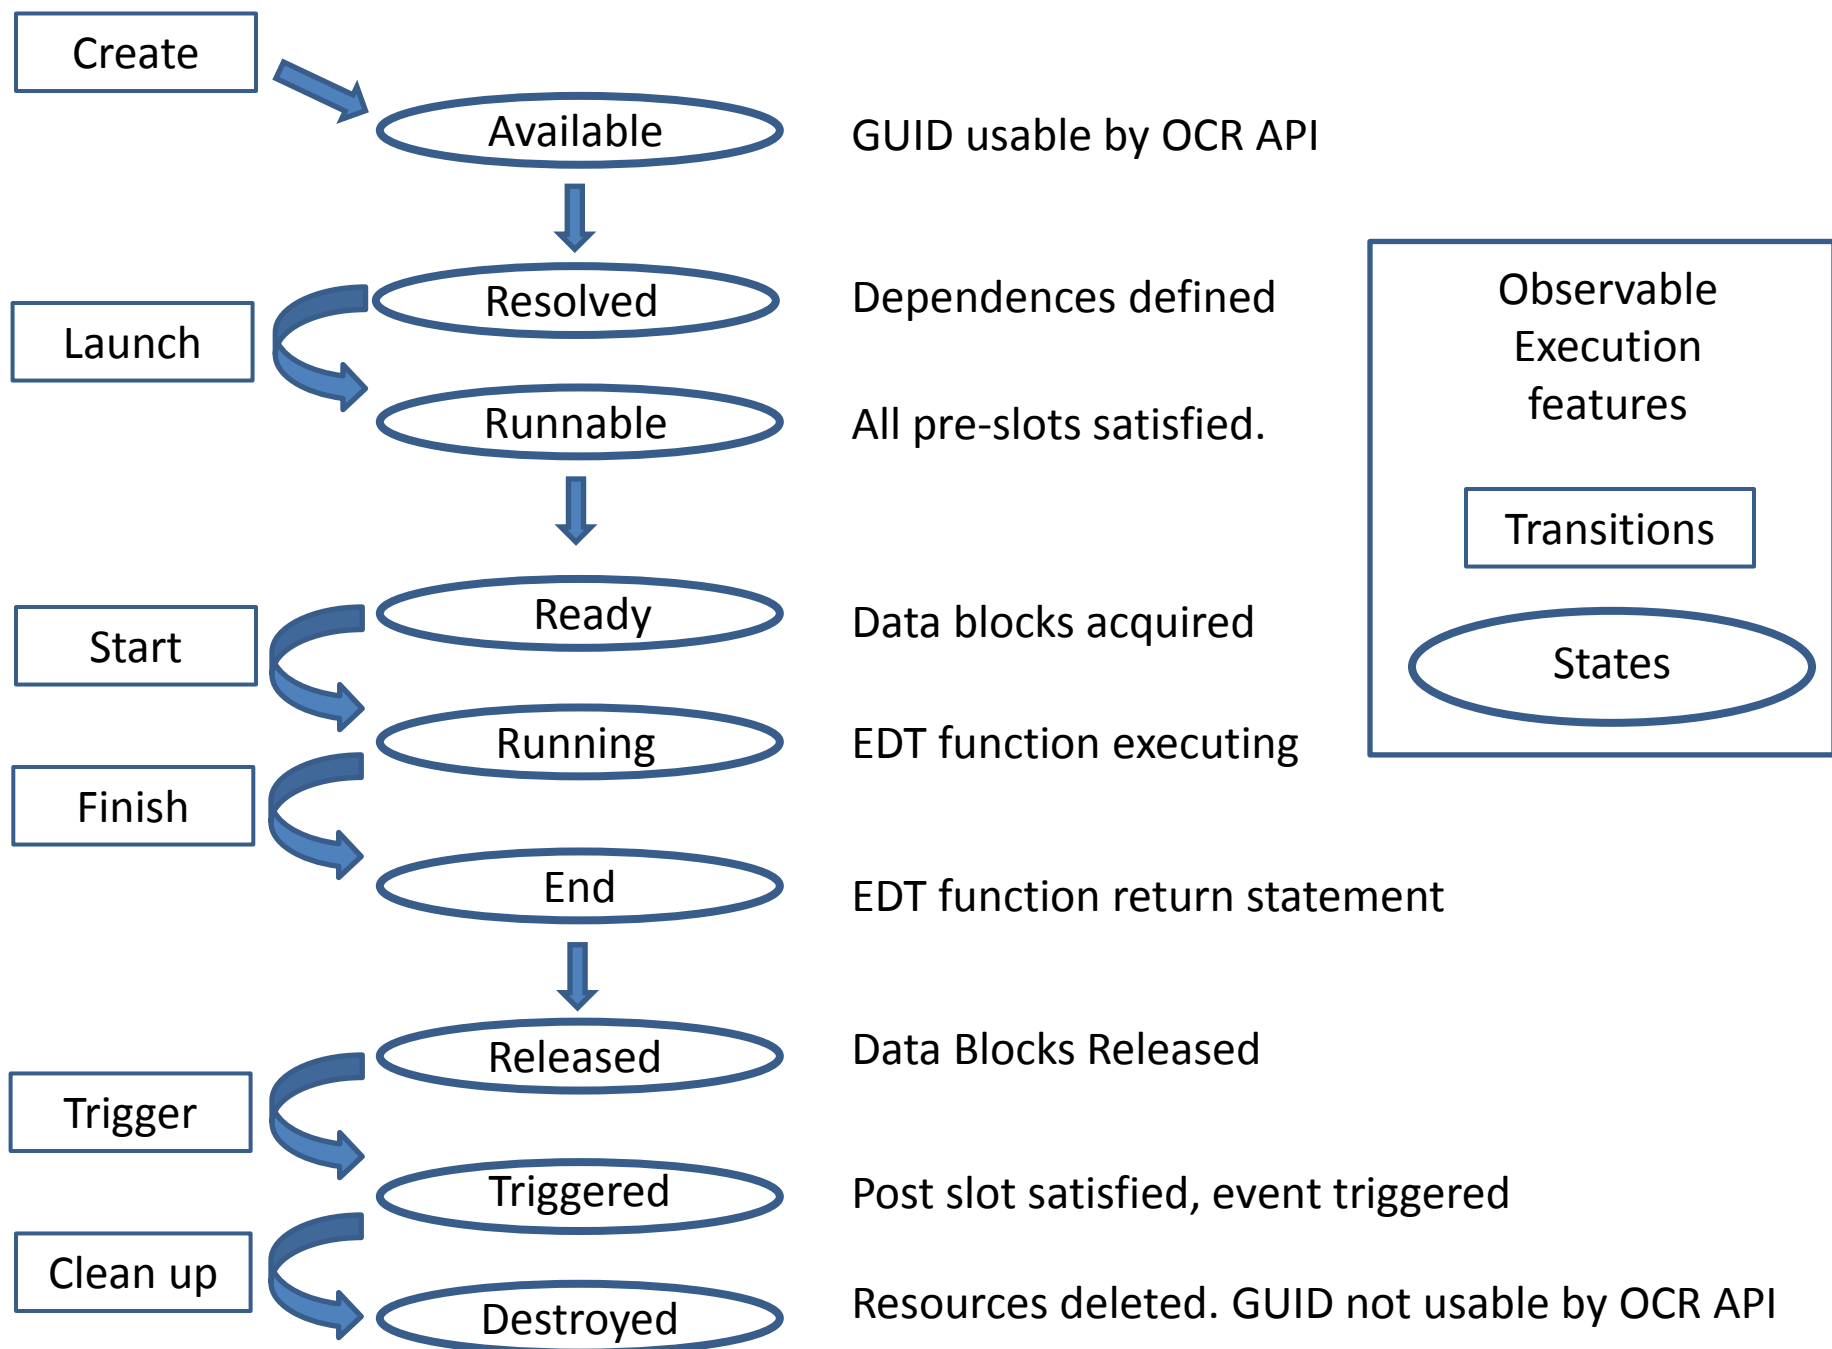 Create
Available
GUID usable by OCR API
Resolved
Dependences defined
Launch
Runnable
All pre-slots satisfied.
Ready
Data blocks acquired
Start
Running
EDT function executing
Finish
End
EDT function return statement
Released
Data Blocks Released
Trigger
Triggered
Post slot satisfied, event triggered
Clean up
Destroyed
Resources deleted. GUID not usable by OCR API
Observable
Execution
features
Transitions
States